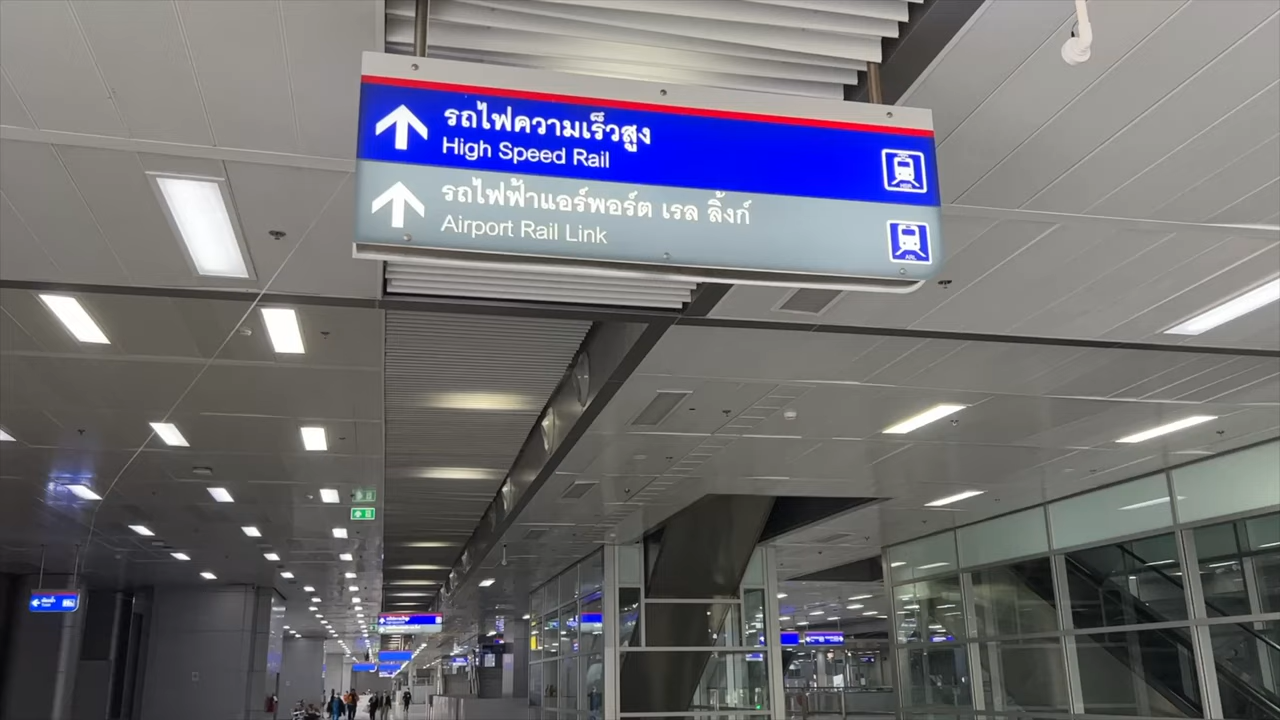 รถไฟความเร็วสูง
High Speed Rail
HSR
รถไฟฟ้าแอร์พอร์ต เรล ลิ้งก์
Airport Rail Link
ARL